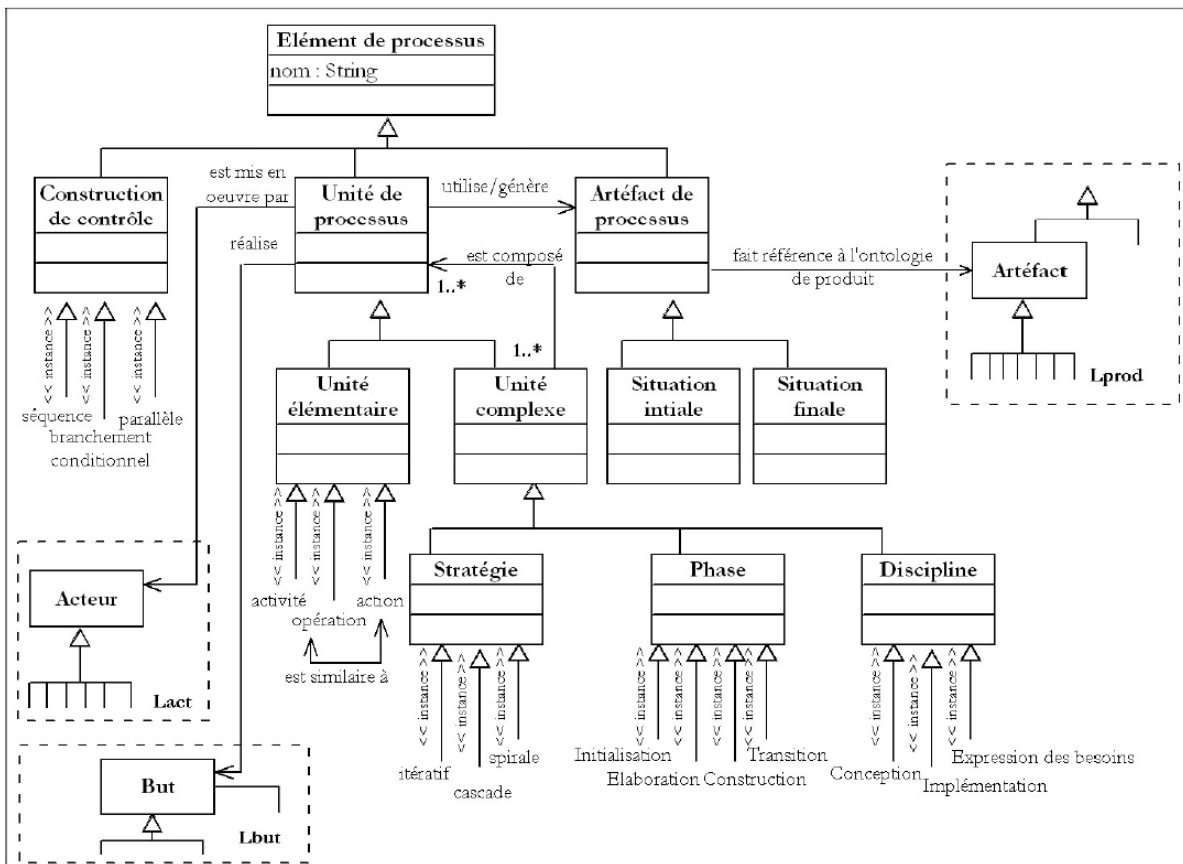 Elément de processus
nom : String
est mis en
oeuvre par
utilise/génère
Construction
de contrôle
Unité de
processus
Artéfact de
processus
réalise
est composé
de
1..*
1..*
fait référence à l'ontologie
de produit
Artéfact
Lprod
<< instance >>
<< instance >>
<< instance >>
séquence
branchement
conditionnel
parallèle
Unité
élémentaire
Unité
complexe
Situation
intiale
Situation
finale
<< instance >>
<< instance >>
<< instance >>
activité
opération
action
est similaire à
Acteur
Lact
But
Lbut
Stratégie
Phase
Discipline
<< instance >>
<< instance >>
<< instance >>
itératif
cascade
spirale
<< instance >>
<< instance >>
<< instance >>
<< instance >>
Initialisation
Elaboration
Construction
Transition
<< instance >>
<< instance >>
<< instance >>
Conception
Implémentation
Expression des besoins